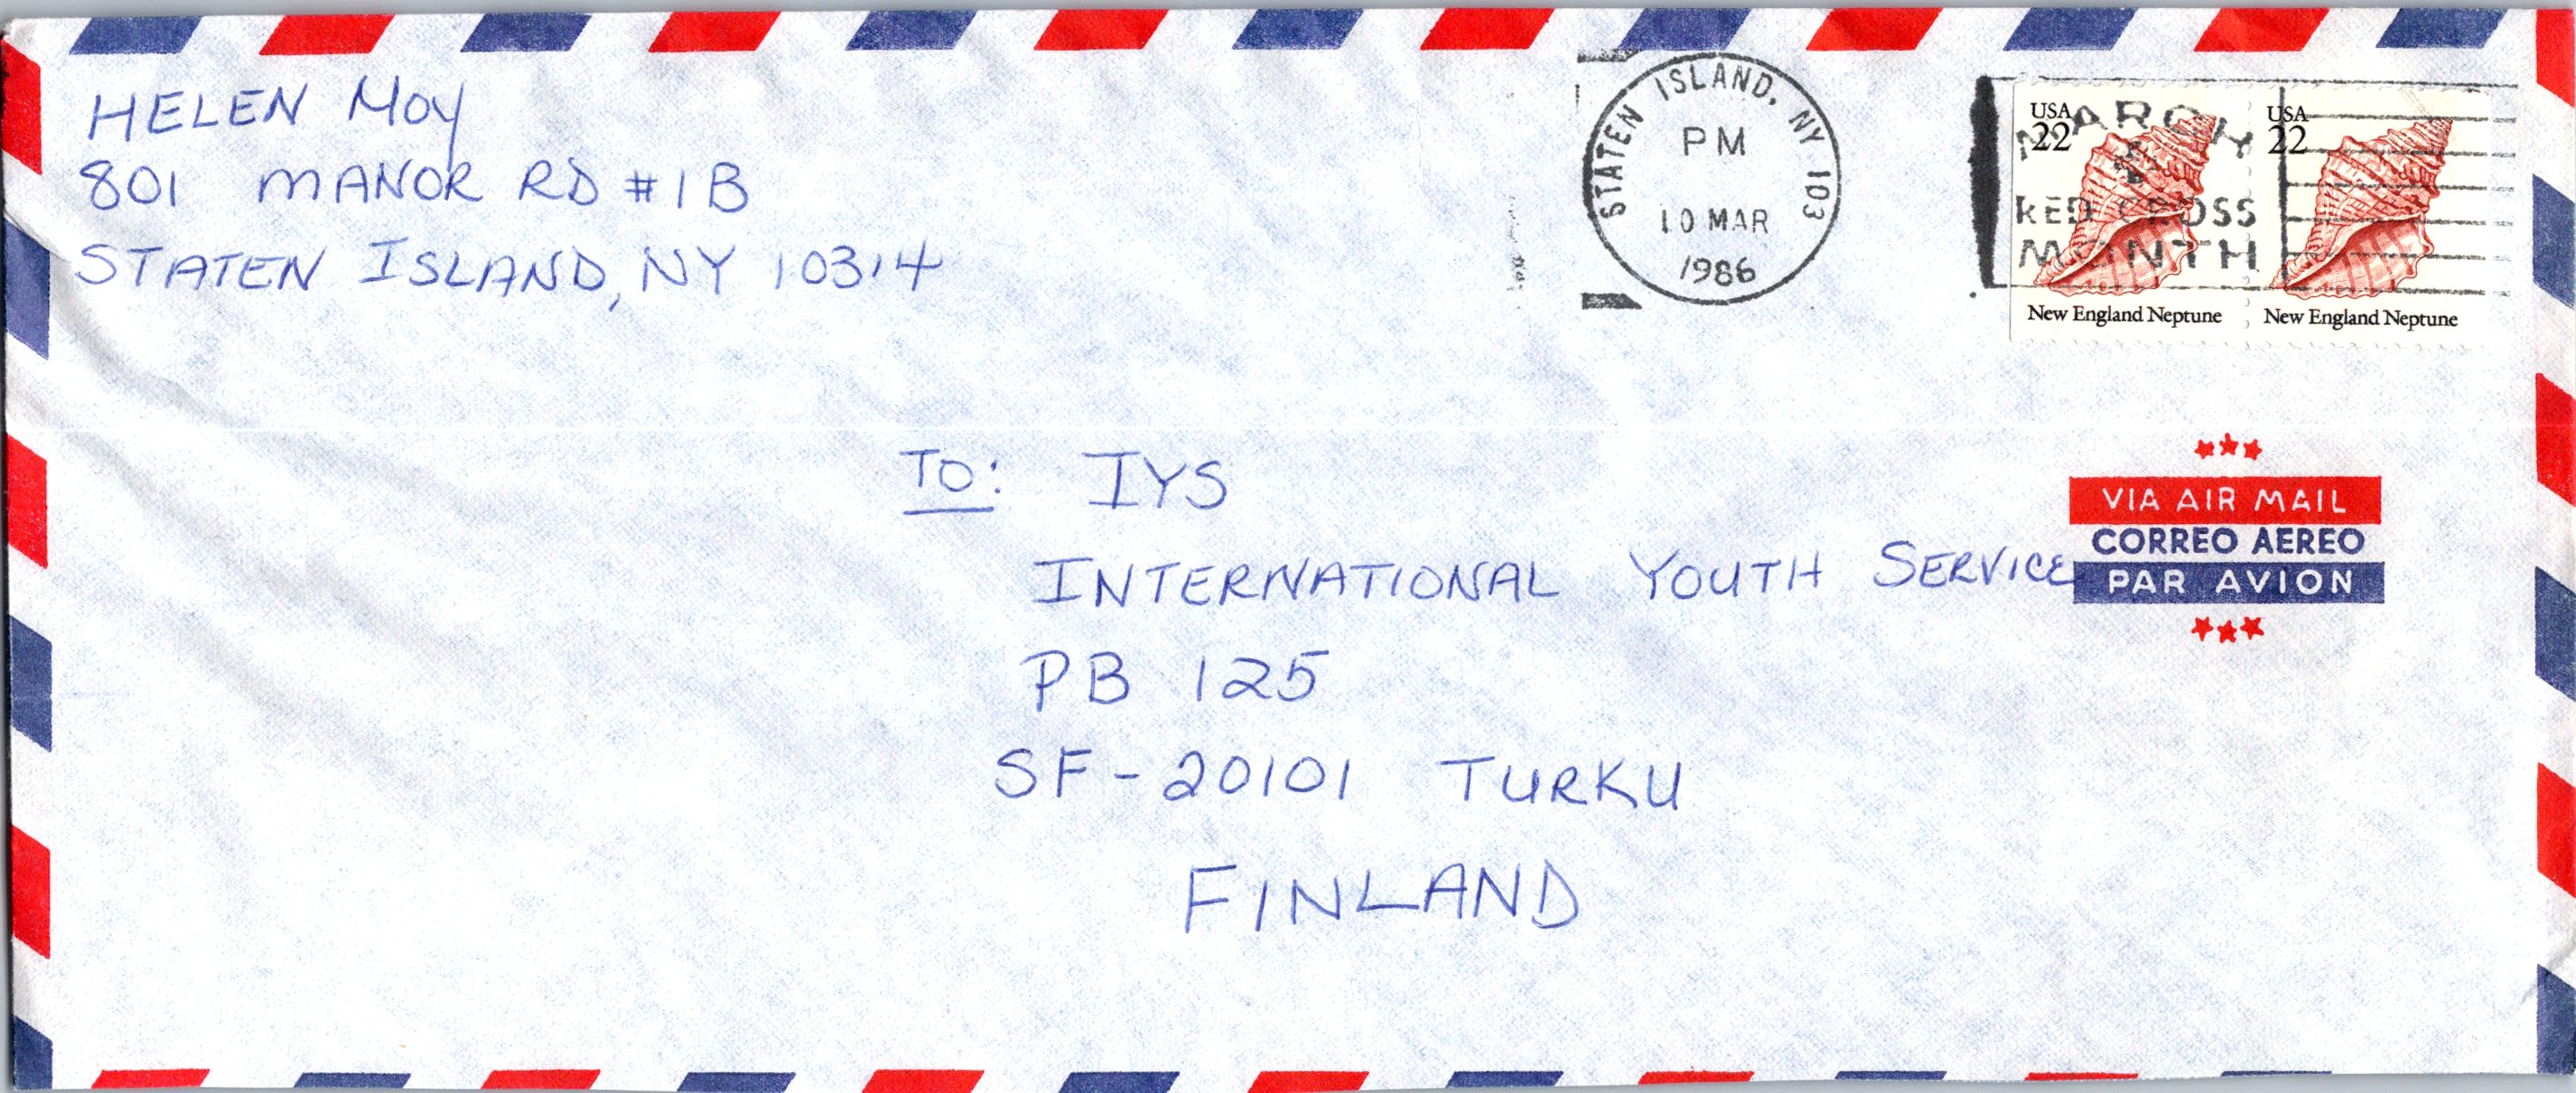 HELEN MOY
801 MANOR RD #1B
STATEN ISLAND, NY 10314
STATEN ISLAND, NY 103
PM
10 MAR
1986
MARCH
IS
RED CROSS
MONTH
USA
22
New England Neptune
USA
22
New England Neptune
TO: IYS
INTERNATIONAL YOUTH SERVICE
PB 125
SF-20101 TURKU
FINLAND
VIA AIR MAIL
CORREO AEREO
PAR AVION